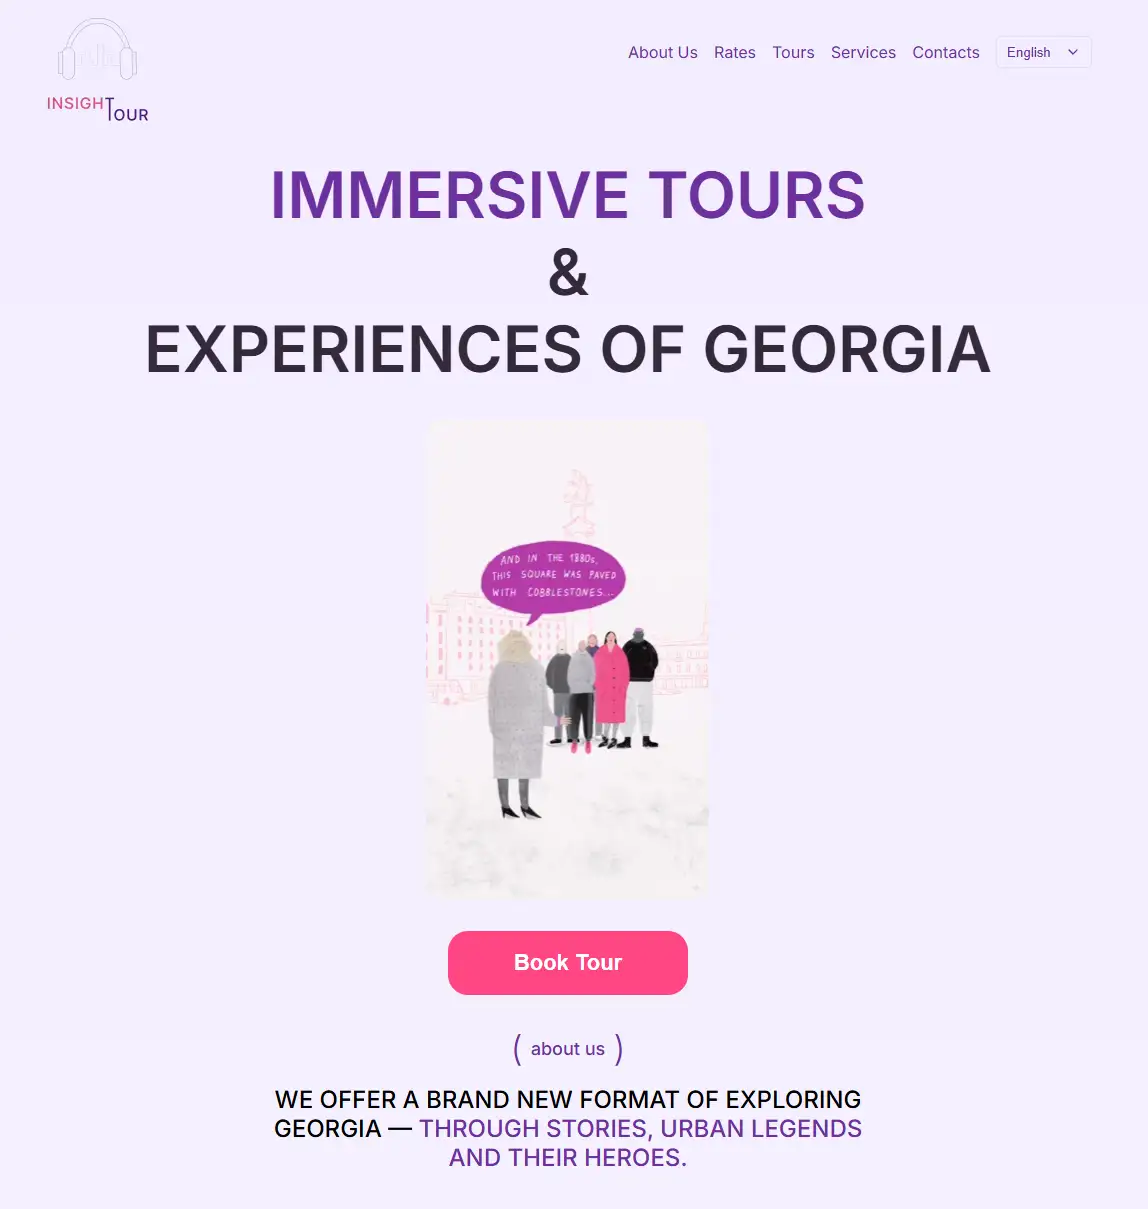 INSIGHTOUR
About Us Rates Tours Services Contacts English
IMMERSIVE TOURS
&
EXPERIENCES OF GEORGIA
AND IN THE 1880s,
THIS SQUARE WAS PAVED
WITH COBBLESTONES...
Book Tour
( about us )
WE OFFER A BRAND NEW FORMAT OF EXPLORING
GEORGIA — THROUGH STORIES, URBAN LEGENDS
AND THEIR HEROES.